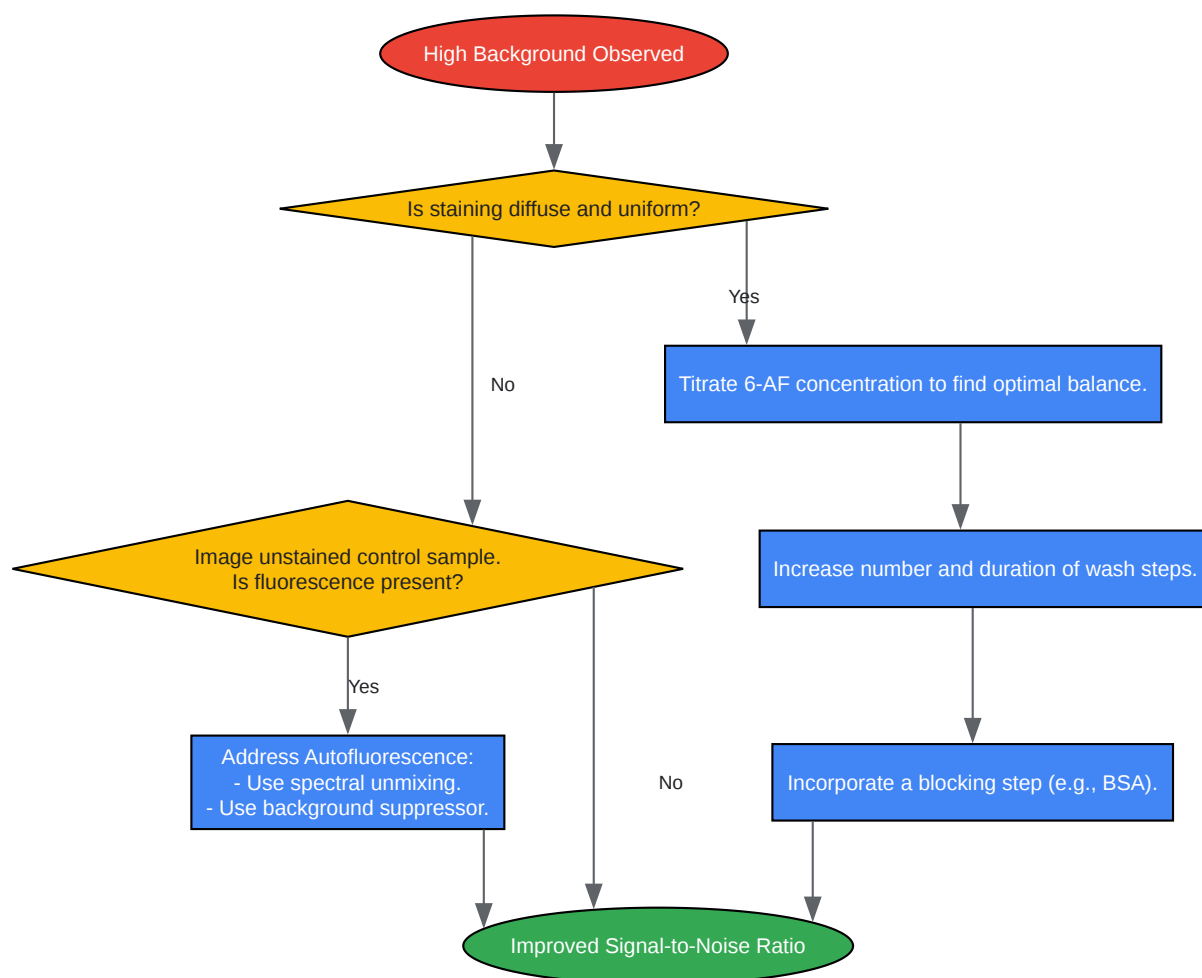 High Background Observed
Is staining diffuse and uniform?
Yes
No
Titrate 6-AF concentration to find optimal balance.
Image unstained control sample.
Is fluorescence present?
Increase number and duration of wash steps.
Yes
Address Autofluorescence:
- Use spectral unmixing.
- Use background suppressor.
No
Incorporate a blocking step (e.g., BSA).
Improved Signal-to-Noise Ratio